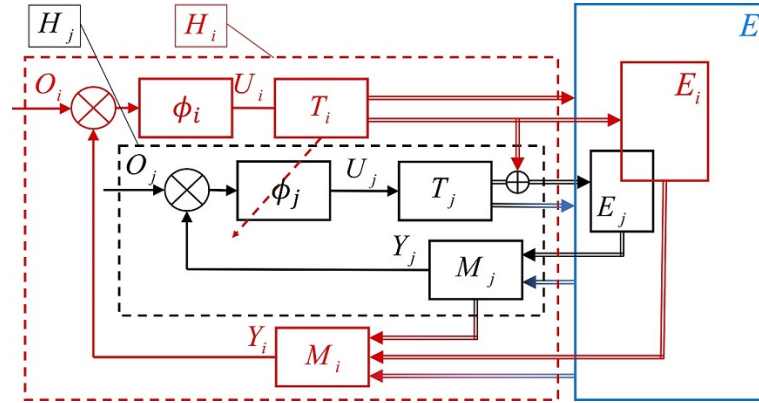 H_j
H_i
E
O_i
ϕ_i
U_i
T_i
E_i
O_j
ϕ_j
U_j
T_j
E_j
Y_j
M_j
Y_i
M_i